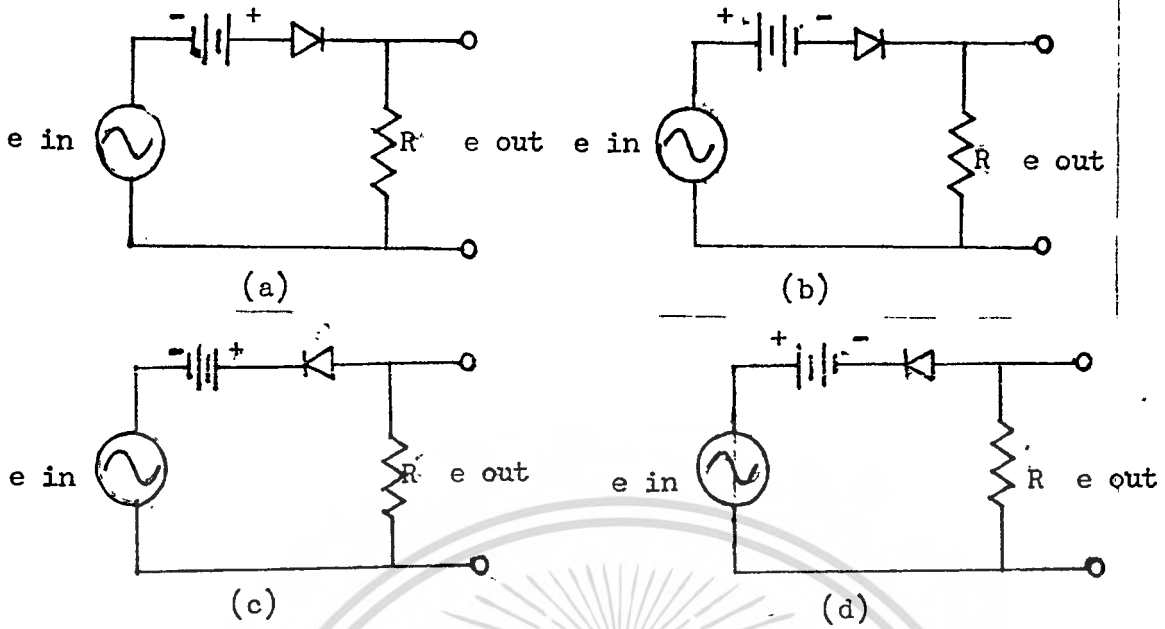 - + + -
e in R e out e in R e out
(a) (b)
- + + -
e in R e out e in R e out
(c) (d)